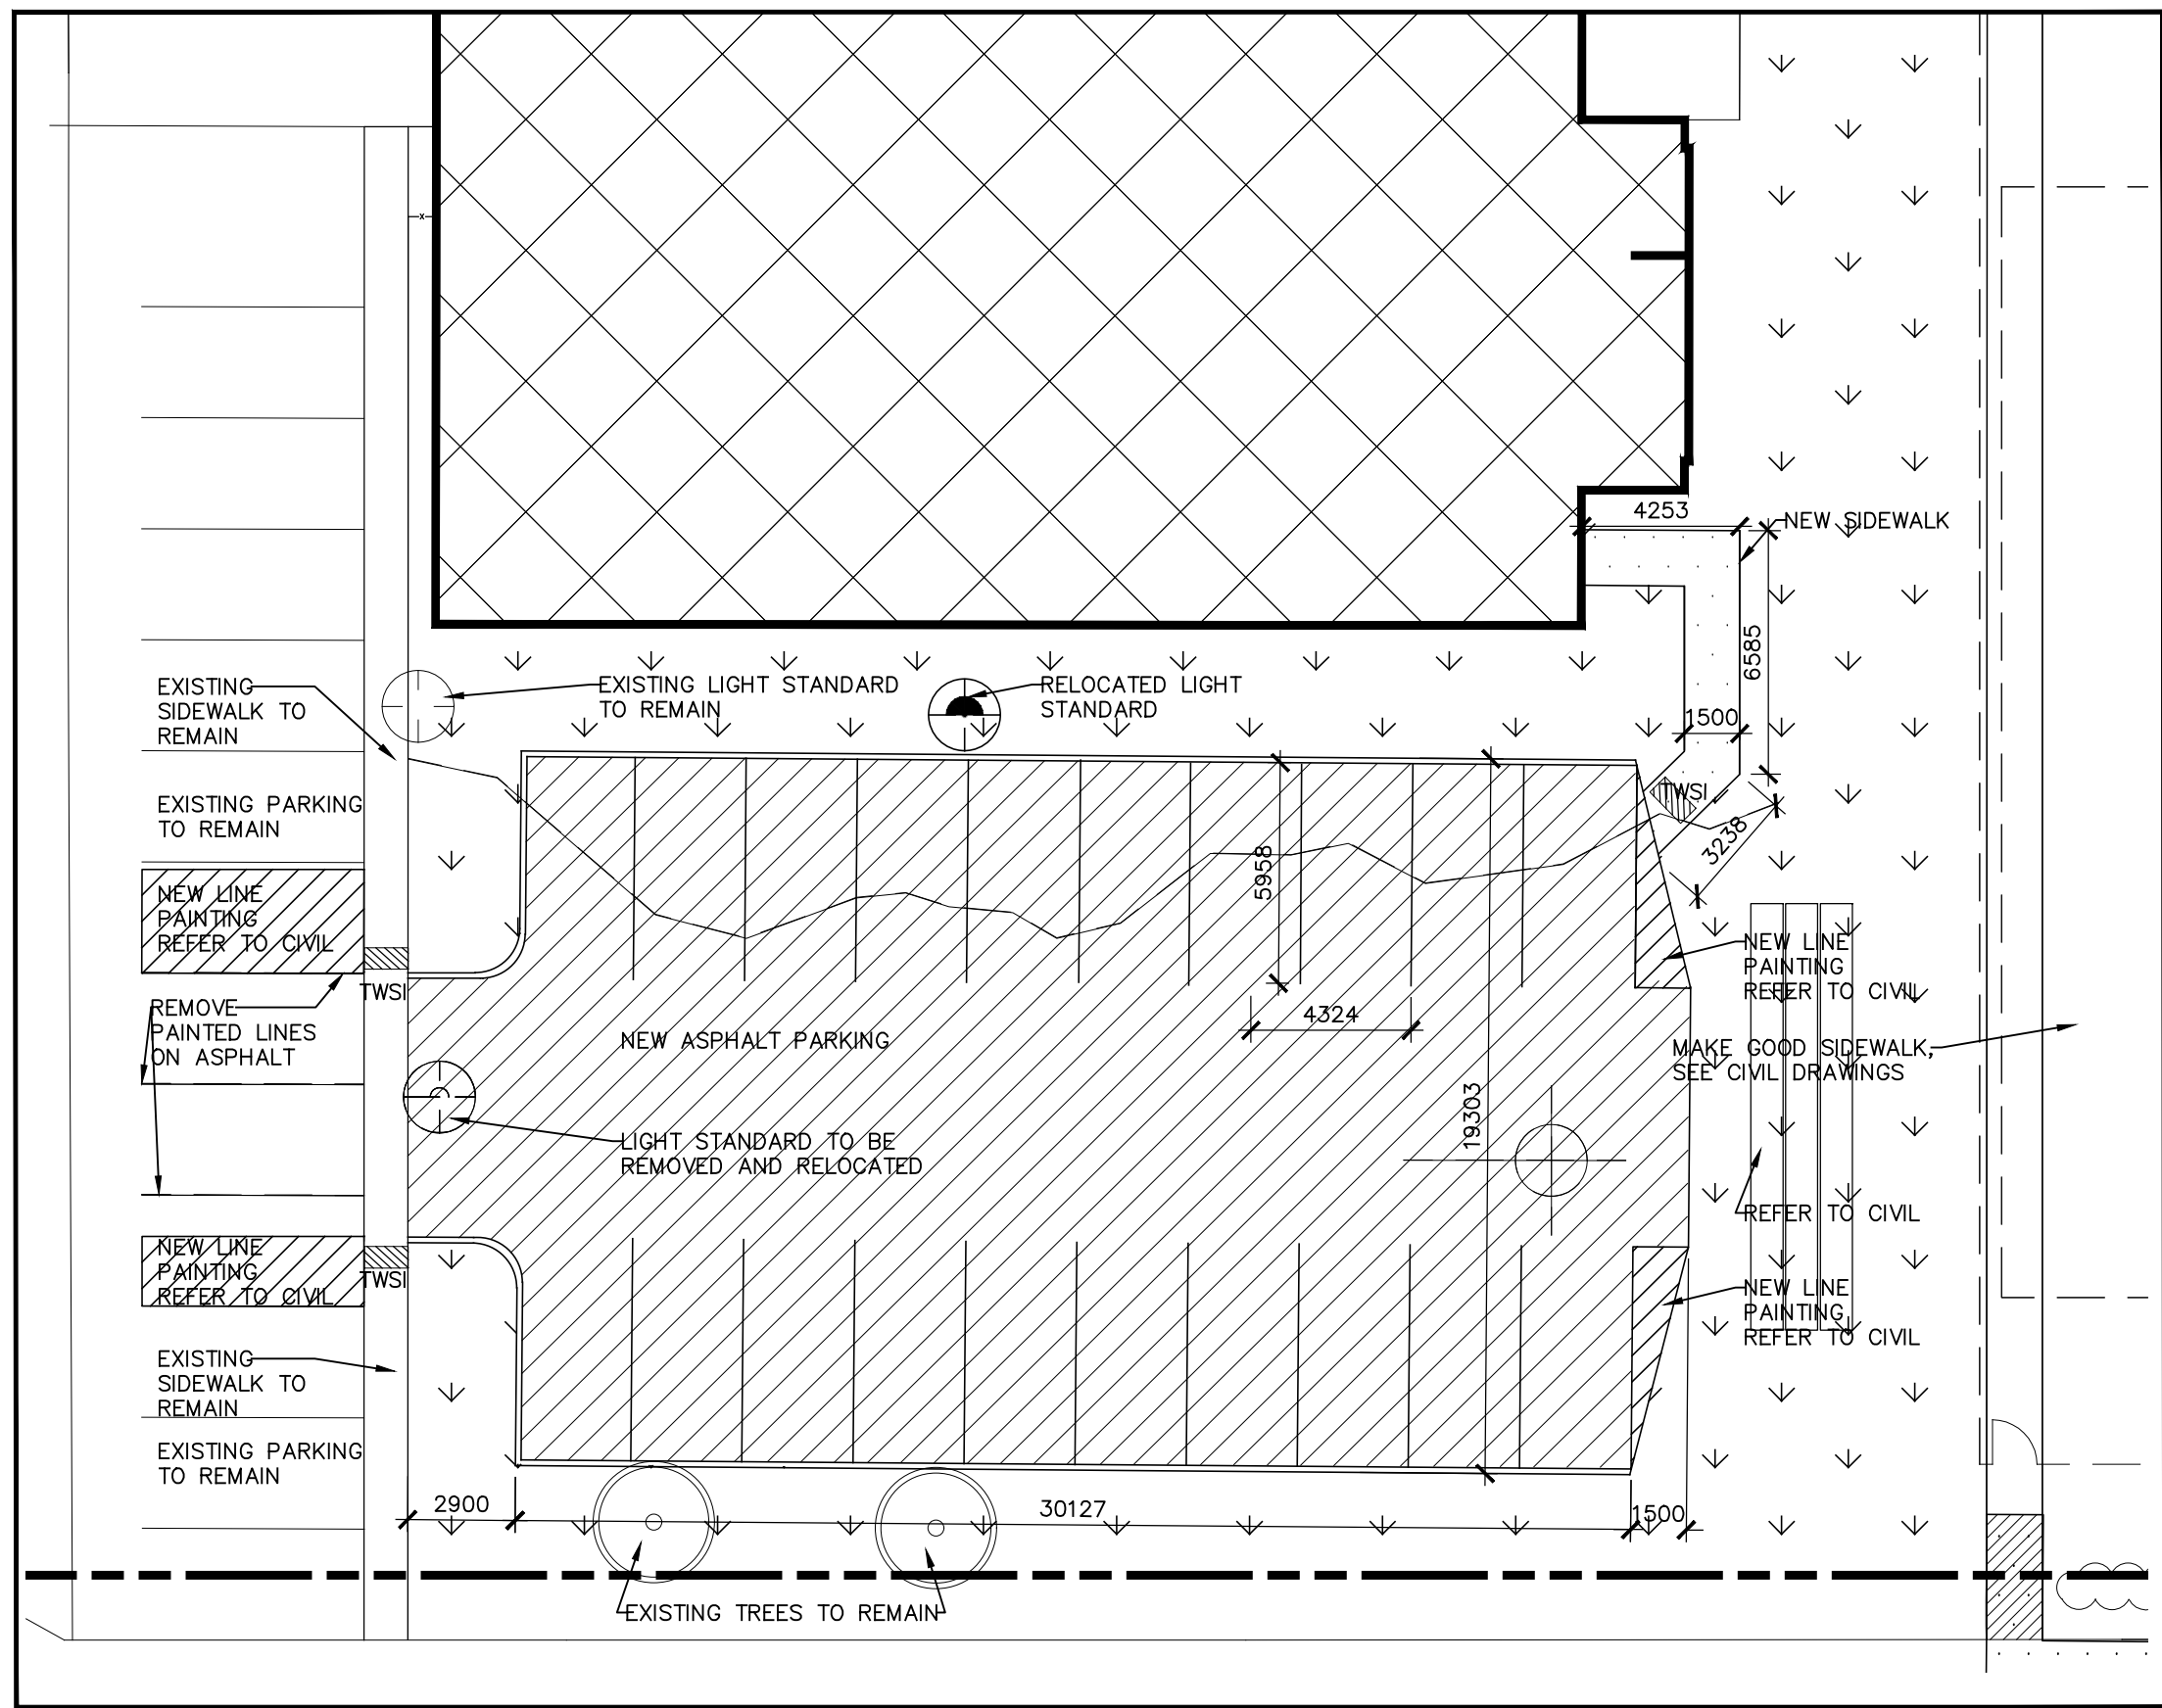 4253
NEW SIDEWALK
6585
1500
EXISTING
SIDEWALK TO
REMAIN
EXISTING LIGHT STANDARD
TO REMAIN
RELOCATED LIGHT
STANDARD
TWSI
3238
EXISTING PARKING
TO REMAIN
5958
NEW LINE
PAINTING
REFER TO CIVIL
NEW LINE
PAINTING
REFER TO CIVIL
TWSI
REMOVE
PAINTED LINES
ON ASPHALT
4324
NEW ASPHALT PARKING
MAKE GOOD SIDEWALK,
SEE CIVIL DRAWINGS
19303
LIGHT STANDARD TO BE
REMOVED AND RELOCATED
REFER TO CIVIL
NEW LINE
PAINTING
REFER TO CIVIL
TWSI
NEW LINE
PAINTING
REFER TO CIVIL
EXISTING
SIDEWALK TO
REMAIN
EXISTING PARKING
TO REMAIN
2900
30127
1500
EXISTING TREES TO REMAIN